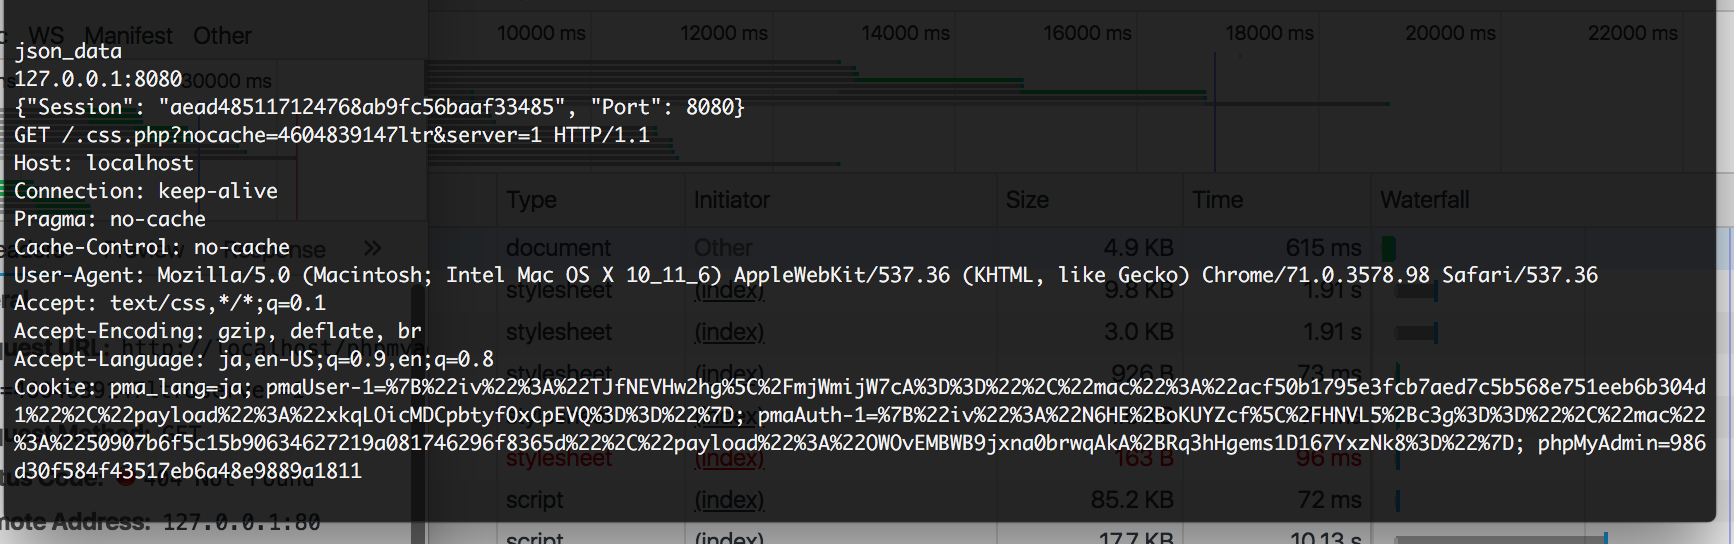 WS Manifest Other
10000 ms 12000 ms 14000 ms 16000 ms 18000 ms 20000 ms 22000 ms
json_data
127.0.0.1:8080
30000 ms
{"Session": "aead485117124768ab9fc56baaf33485", "Port": 8080}
GET /.css.php?nocache=4604839147ltr&server=1 HTTP/1.1
Host: localhost
Connection: keep-alive
Type Initiator Size Time Waterfall
Pragma: no-cache
Cache-Control: no-cache
Preview Response »
document Other 4.9 KB 615 ms
User-Agent: Mozilla/5.0 (Macintosh; Intel Mac OS X 10_11_6) AppleWebKit/537.36 (KHTML, like Gecko) Chrome/71.0.3578.98 Safari/537.36
stylesheet (index) 9.8 KB 1.91 s
Accept: text/css,*/*;q=0.1
Accept-Encoding: gzip, deflate, br
stylesheet (index) 3.0 KB 1.91 s
Accept-Language: ja,en-US;q=0.9,en;q=0.8
stylesheet (index) 926 B 73 ms
Cookie: pma_lang=ja; pmaUser-1=%7B%22iv%22%3A%22TJfNEVHw2hg%5C%2FmjWmijW7cA%3D%3D%22%2C%22mac%22%3A%22acf50b1795e3fcb7aed7c5b568e751eeb6b304d
1%22%2C%22payload%22%3A%22xkqLOicMDCpbtyfOxCpEVQ%3D%3D%22%7D; pmaAuth-1=%7B%22iv%22%3A%22N6HE%2BoKUYZcf%5C%2FHNVL5%2Bc3g%3D%3D%22%2C%22mac%22
%3A%2250907b6f5c15b90634627219a081746296f8365d%22%2C%22payload%22%3A%22OWOvEMBWB9jxna0brwqAkA%2BRq3hHgems1D167YxzNk8%3D%22%7D; phpMyAdmin=986
stylesheet (index) 163 B 96 ms
d30f584f43517eb6a48e9889a1811
404 Not Found
script (index) 85.2 KB 72 ms
Address: 127.0.0.1:80
script (index) 17.7 KB 10.13 s